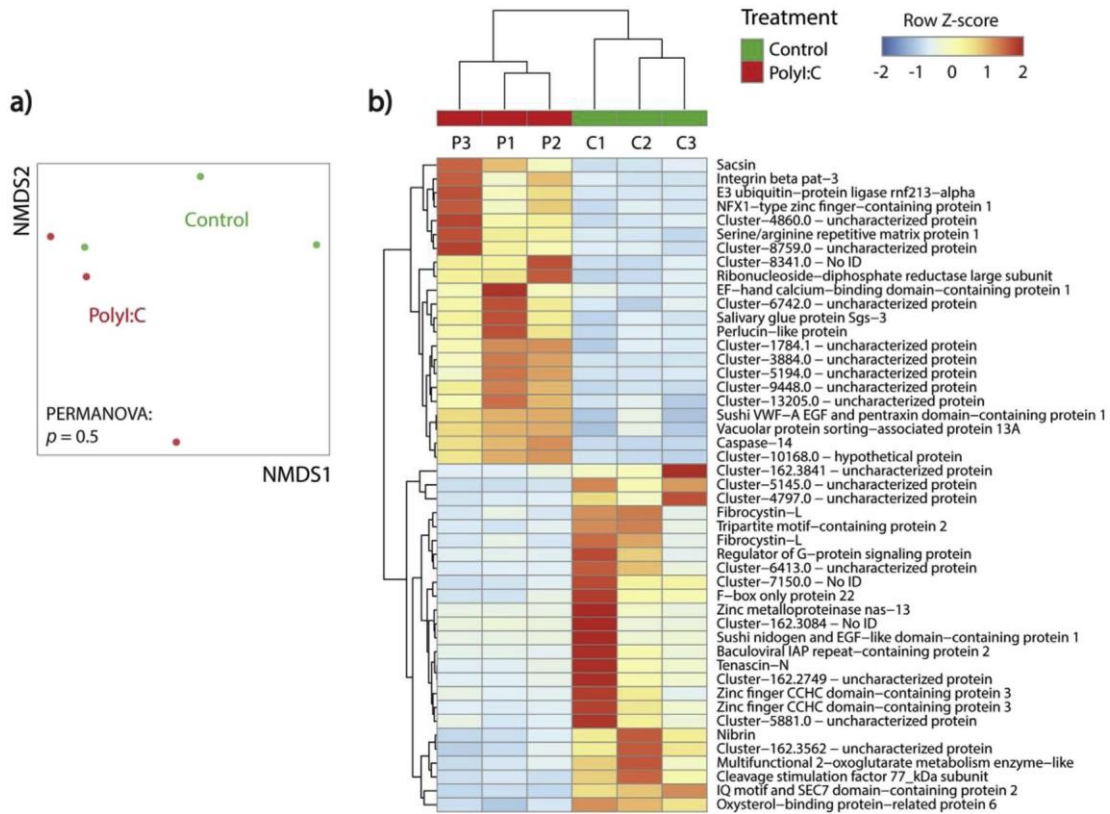 a)
NMDS2
Control
PolyI:C
PERMANOVA:
p = 0.5
NMDS1
b)
Treatment
Control
PolyI:C
Row Z-score
-2 -1 0 1 2
P3 P1 P2 C1 C2 C3
Sacsin
Integrin beta pat−3
E3 ubiquitin−protein ligase rnf213−alpha
NFX1−type zinc finger−containing protein 1
Cluster−4860.0 − uncharacterized protein
Serine/arginine repetitive matrix protein 1
Cluster−8759.0 − uncharacterized protein
Cluster−8341.0 − No ID
Ribonucleoside−diphosphate reductase large subunit
EF−hand calcium−binding domain−containing protein 1
Cluster−6742.0 − uncharacterized protein
Salivary glue protein Sgs−3
Perlucin−like protein
Cluster−1784.1 − uncharacterized protein
Cluster−3884.0 − uncharacterized protein
Cluster−5194.0 − uncharacterized protein
Cluster−9448.0 − uncharacterized protein
Cluster−13205.0 − uncharacterized protein
Sushi VWF−A EGF and pentraxin domain−containing protein 1
Vacuolar protein sorting−associated protein 13A
Caspase−14
Cluster−10168.0 − hypothetical protein
Cluster−162.3841 − uncharacterized protein
Cluster−5145.0 − uncharacterized protein
Cluster−4797.0 − uncharacterized protein
Fibrocystin−L
Tripartite motif−containing protein 2
Fibrocystin−L
Regulator of G−protein signaling protein
Cluster−6413.0 − uncharacterized protein
Cluster−7150.0 − No ID
F−box only protein 22
Zinc metalloproteinase nas−13
Cluster−162.3084 − No ID
Sushi nidogen and EGF−like domain−containing protein 1
Baculoviral IAP repeat−containing protein 2
Tenascin−N
Cluster−162.2749 − uncharacterized protein
Zinc finger CCHC domain−containing protein 3
Zinc finger CCHC domain−containing protein 3
Cluster−5881.0 − uncharacterized protein
Nibrin
Cluster−162.3562 − uncharacterized protein
Multifunctional 2−oxoglutarate metabolism enzyme−like
Cleavage stimulation factor 77_kDa subunit
IQ motif and SEC7 domain−containing protein 2
Oxysterol−binding protein−related protein 6